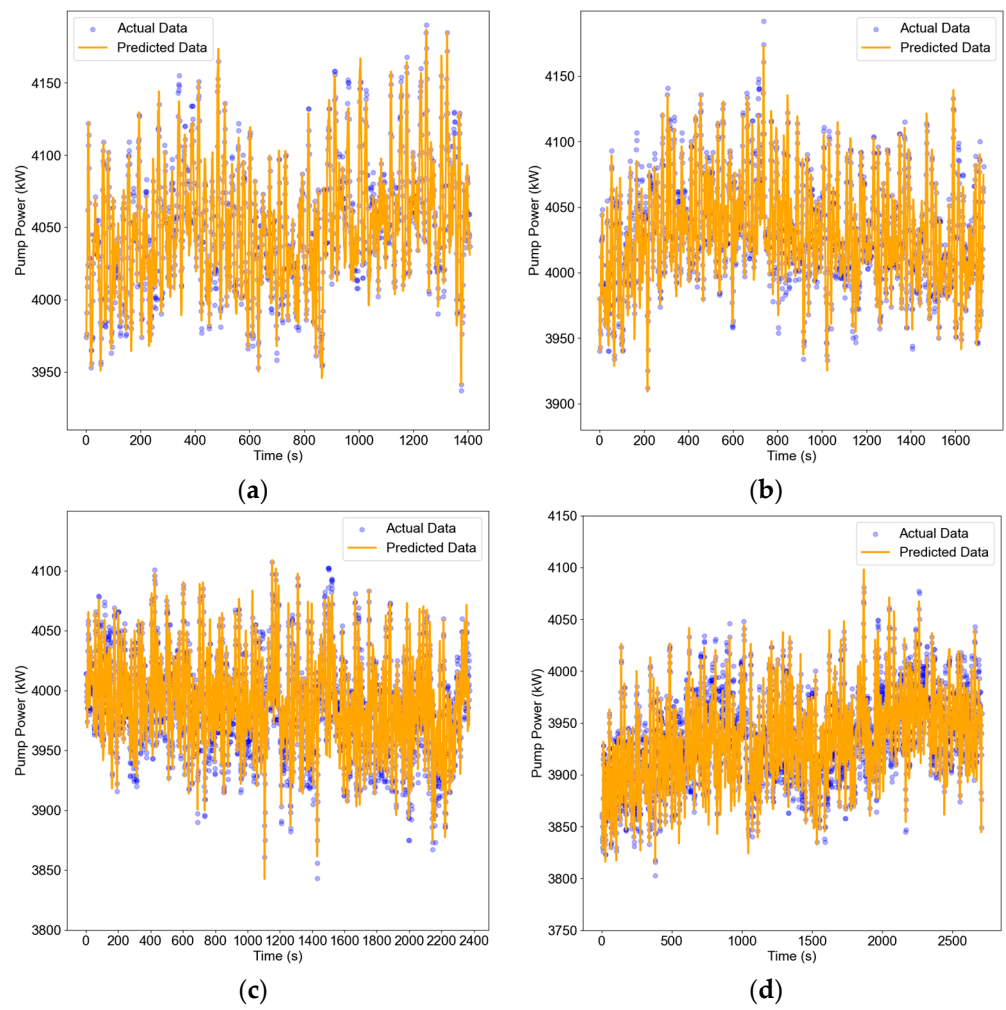 Actual Data
Predicted Data
Pump Power (kW)
4150
4100
4050
4000
3950
0 200 400 600 800 1000 1200 1400
Time (s)
(a)
Actual Data
Predicted Data
Pump Power (kW)
4150
4100
4050
4000
3950
3900
0 200 400 600 800 1000 1200 1400 1600
Time (s)
(b)
Actual Data
Predicted Data
Pump Power (kW)
4100
4050
4000
3950
3900
3850
3800
0 200 400 600 800 1000 1200 1400 1600 1800 2000 2200 2400
Time (s)
(c)
Actual Data
Predicted Data
Pump Power (kW)
4150
4100
4050
4000
3950
3900
3850
3800
3750
0 500 1000 1500 2000 2500
Time (s)
(d)